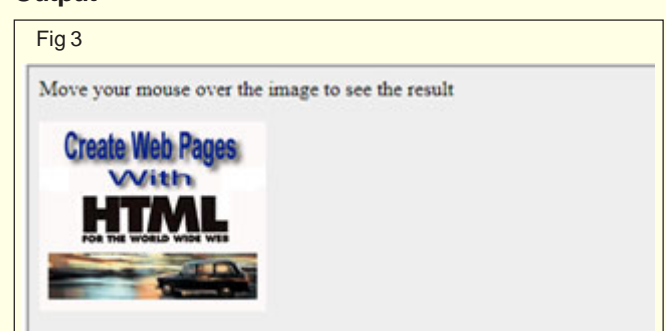 Output
Fig 3
Move your mouse over the image to see the result
Create Web Pages
With
HTML
FOR THE WORLD WIDE WEB